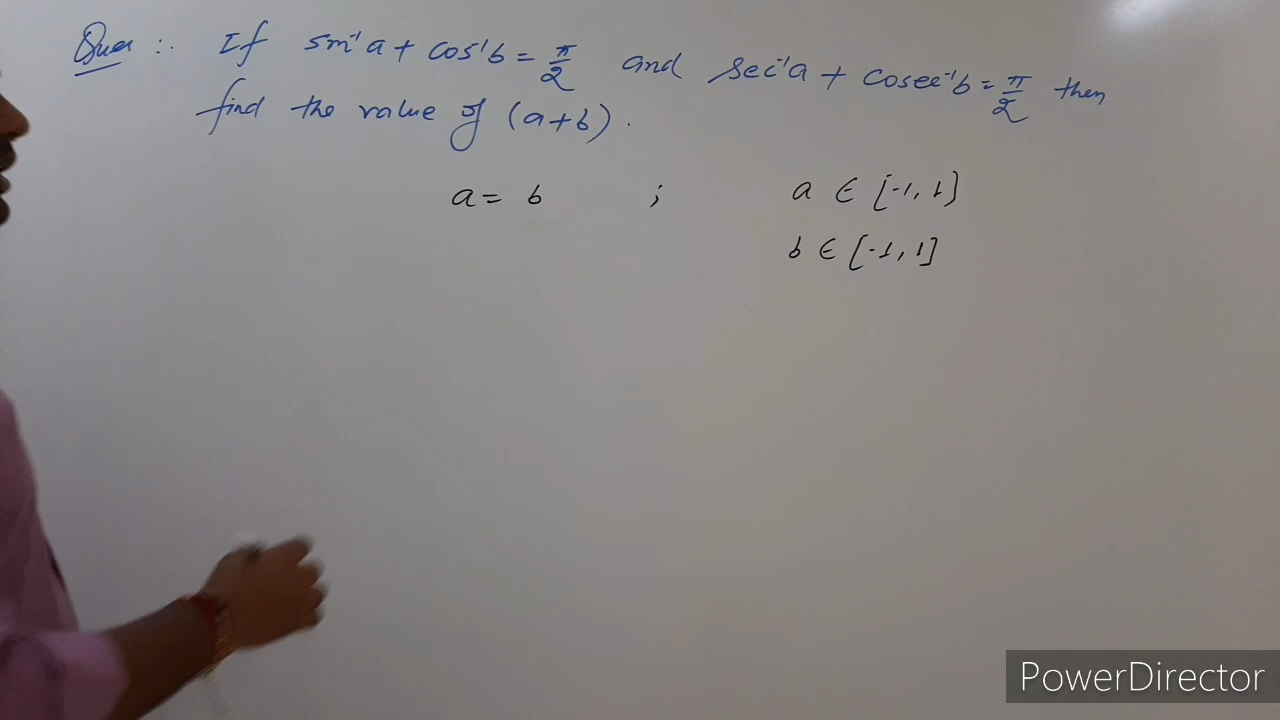 Ques :. If sin⁻¹a + cos⁻¹b = π/2 and sec⁻¹a + cosec⁻¹b = π/2 then
find the value of (a+b).
a = b ; a ∈ [-1, 1]
b ∈ [-1, 1]
PowerDirector